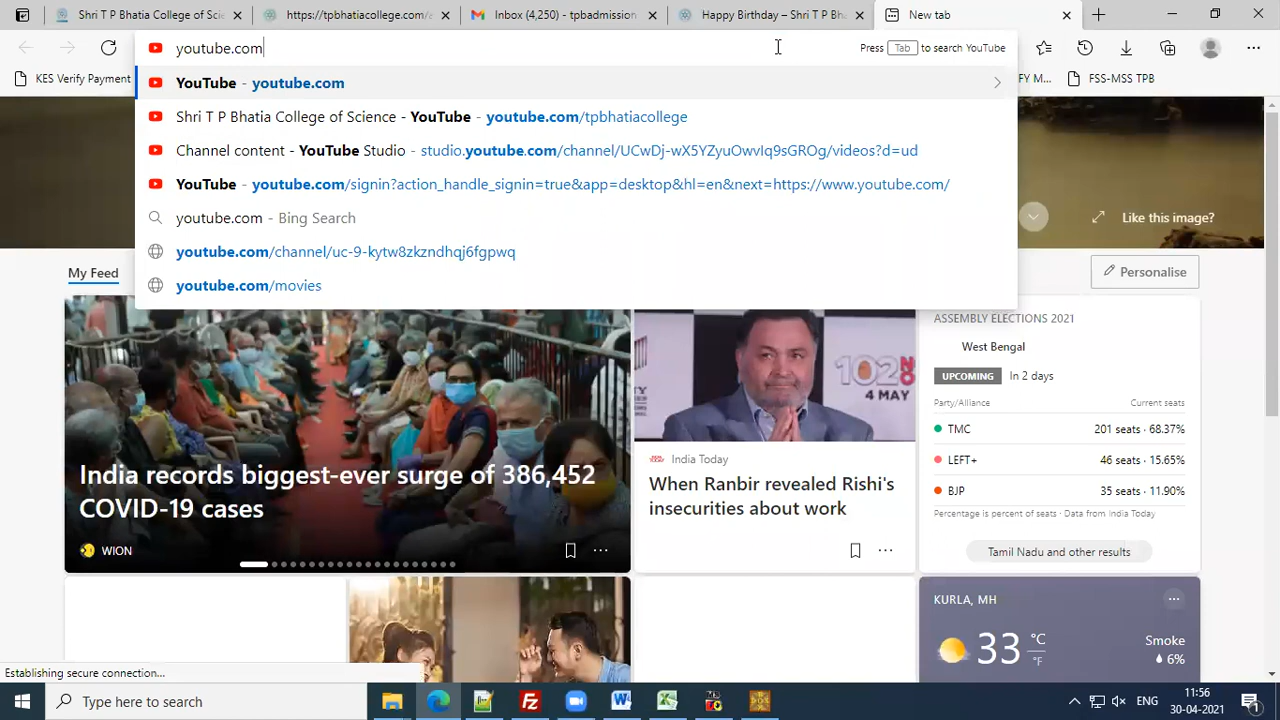 Shri T P Bhatia College of Scie
https://tpbhatiacollege.com/a
Inbox (4,250) - tpbadmission
Happy Birthday – Shri T P Bha
New tab
youtube.com
Press Tab to search YouTube
KES Verify Payment
FY M...
FSS-MSS TPB
YouTube - youtube.com
Shri T P Bhatia College of Science - YouTube - youtube.com/tpbhatiacollege
Channel content - YouTube Studio - studio.youtube.com/channel/UCwDj-wX5YZyuOwvIq9sGROg/videos?d=ud
YouTube - youtube.com/signin?action_handle_signin=true&app=desktop&hl=en&next=https://www.youtube.com/
youtube.com - Bing Search
youtube.com/channel/uc-9-kytw8zkzndhqj6fgpwq
youtube.com/movies
Like this image?
My Feed
Personalise
India records biggest-ever surge of 386,452
COVID-19 cases
WION
102
4 MAY
India Today
When Ranbir revealed Rishi's
insecurities about work
ASSEMBLY ELECTIONS 2021
West Bengal
UPCOMING In 2 days
Party/Alliance Current seats
TMC 201 seats · 68.37%
LEFT+ 46 seats · 15.65%
BJP 35 seats · 11.90%
Percentage is percent of seats · Data from India Today
Tamil Nadu and other results
KURLA, MH
33 °C
°F
Smoke
6%
Establishing secure connection...
Type here to search
ENG
11:56
30-04-2021